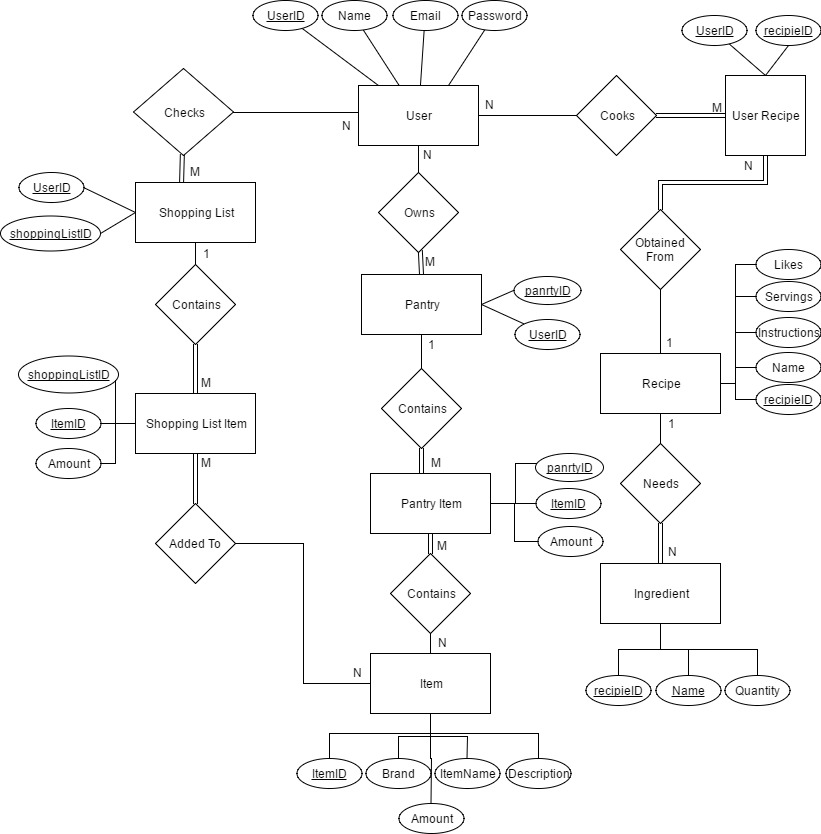 UserID
Name
Email
Password
UserID
recipieID
Checks
User
Cooks
User Recipe
N
N
M
M
N
N
UserID
shoppingListID
Shopping List
Owns
Obtained
From
1
M
Contains
Pantry
panrtyID
UserID
Likes
Servings
Instructions
Name
recipieID
1
1
Recipe
M
shoppingListID
ItemID
Amount
Shopping List Item
Contains
1
M
M
Needs
panrtyID
ItemID
Amount
Pantry Item
Added To
M
N
Contains
Ingredient
N
N
Item
recipieID
Name
Quantity
ItemID
Brand
ItemName
Description
Amount